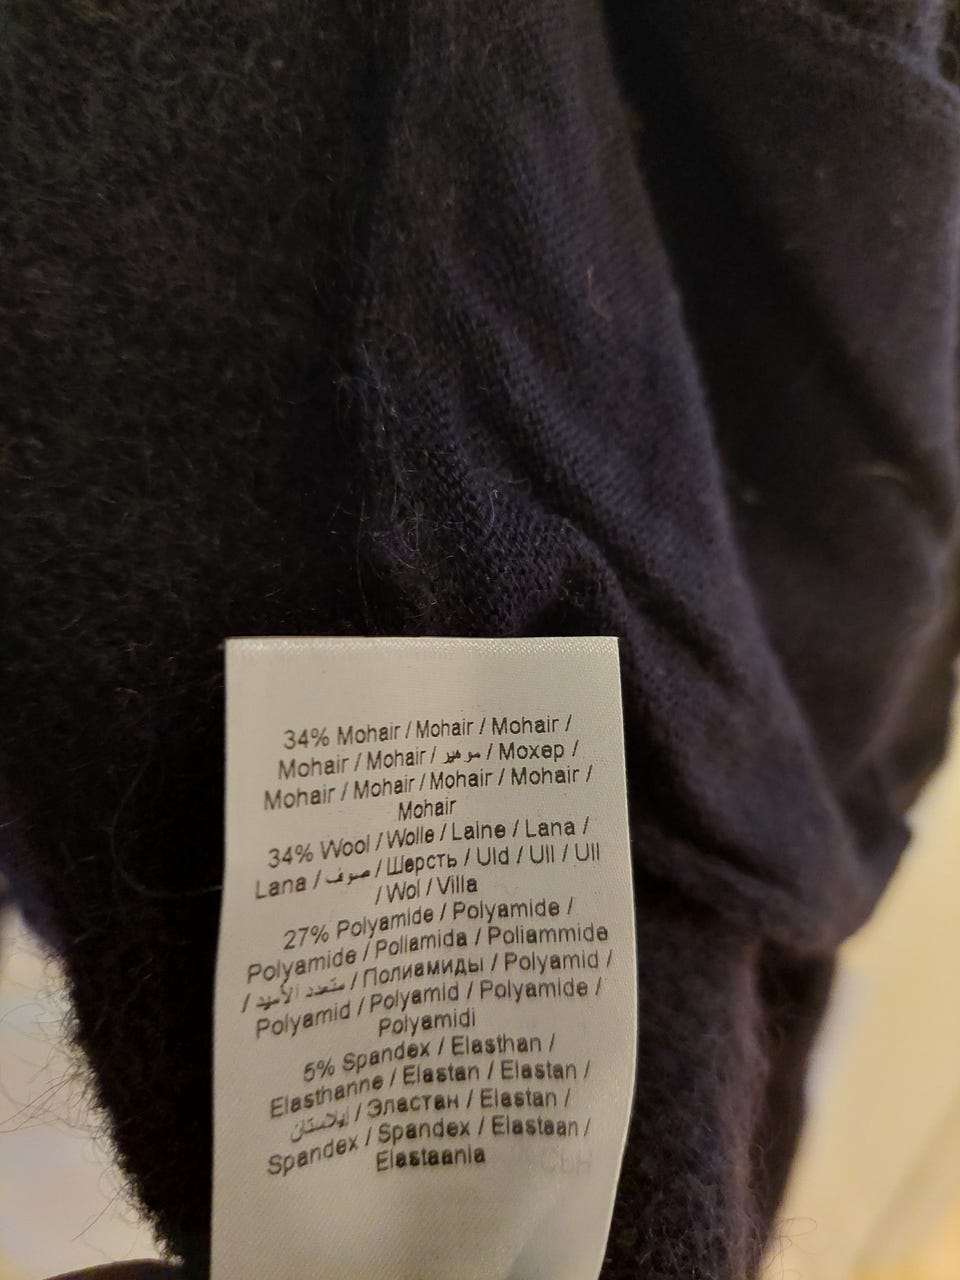 34% Mohair / Mohair / Mohair /
Mohair / Mohair / موهير / Мохер /
Mohair / Mohair / Mohair / Mohair /
Mohair
34% Wool / Wolle / Laine / Lana /
Lana / صوف / Шерсть / Uld / Ull / Ull
/ Wol / Villa
27% Polyamide / Polyamide /
Polyamide / Poliamida / Poliammide
/ متعدد الأميد / Полиамиды / Polyamid /
Polyamid / Polyamid / Polyamide /
Polyamidi
5% Spandex / Elasthan /
Elasthanne / Elastan / Elastan /
إيلاستان / Эластан / Elastan /
Spandex / Spandex / Elastaan /
Elastaania